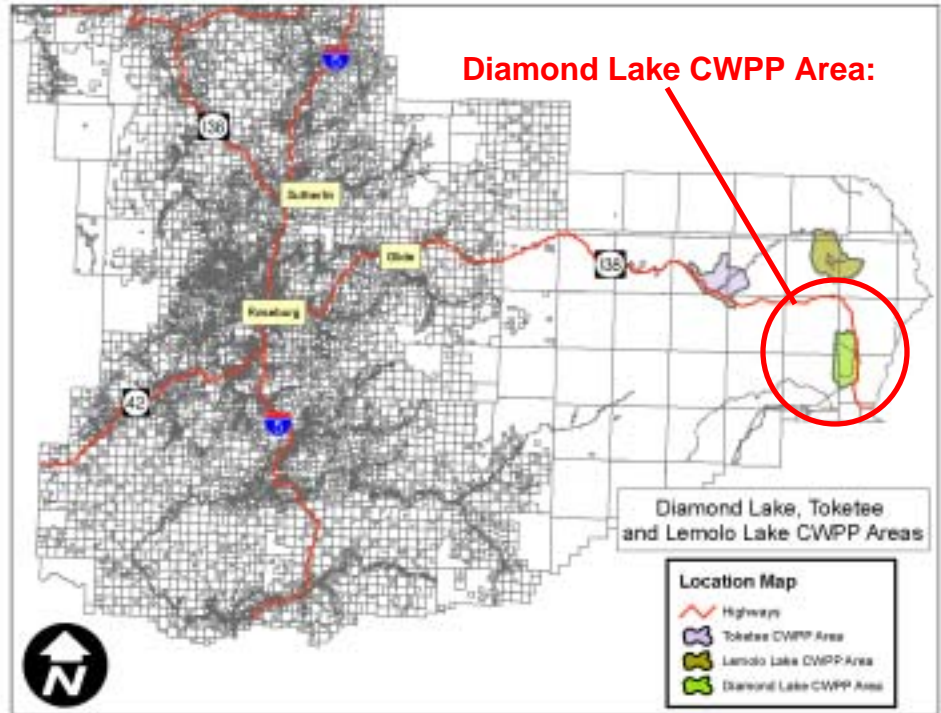 Diamond Lake CWPP Area:
5
138
Sutherlin
Glide
138
Roseburg
42
5
Diamond Lake, Toketee
and Lemolo Lake CWPP Areas
Location Map
Highways
Toketee CWPP Area
Lemolo Lake CWPP Area
Diamond Lake CWPP Area
N